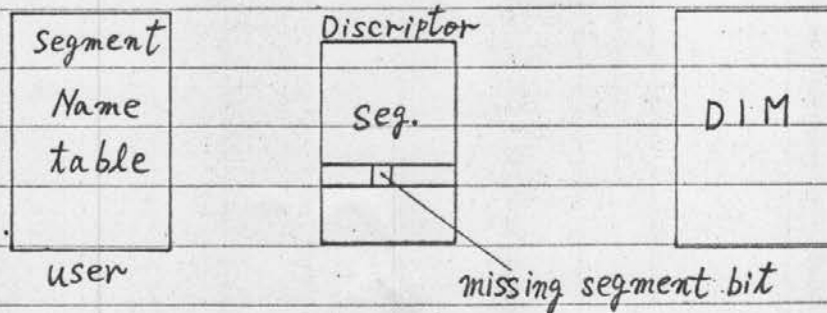 segment
Name
table
user
Discriptor
seg.
missing segment bit
DIM